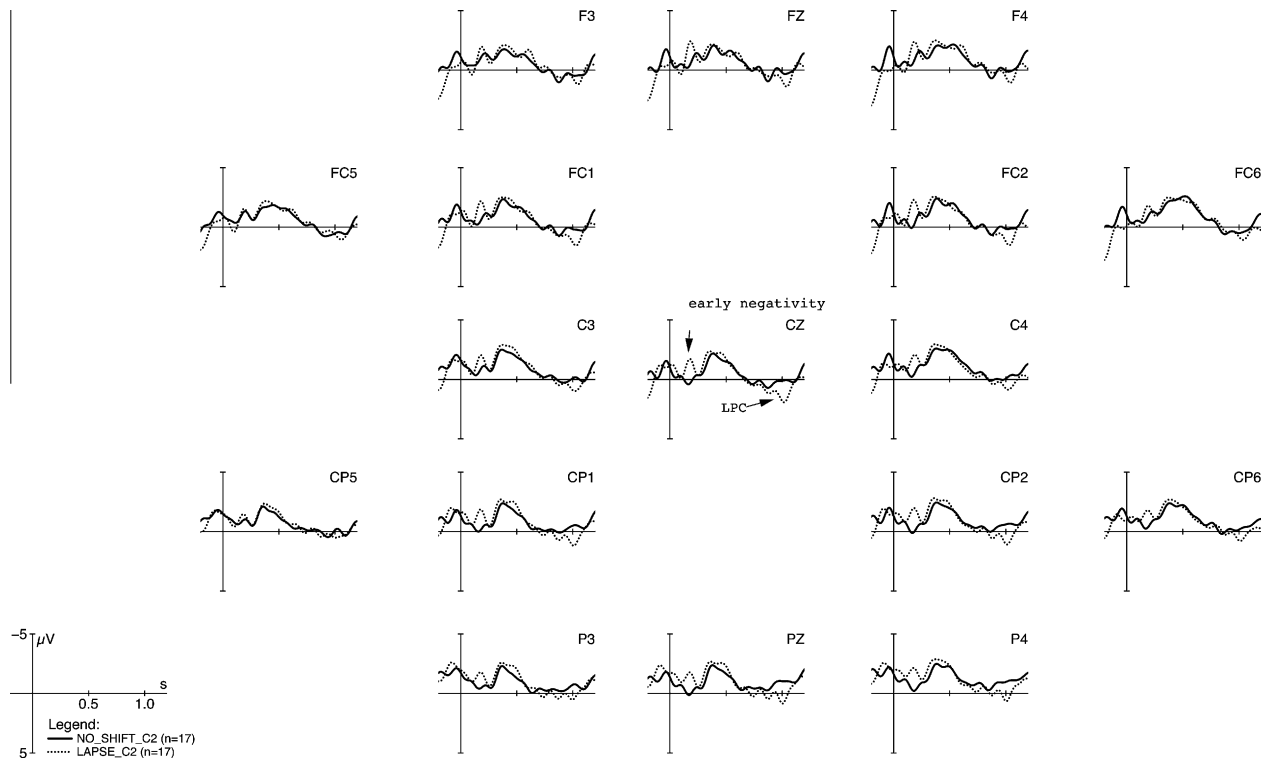 F3 FZ F4
FC5 FC1 FC2 FC6
early negativity
C3 CZ C4
LPC
CP5 CP1 CP2 CP6
−5 µV P3 PZ P4
s
0.5 1.0
Legend:
NO_SHIFT_C2 (n=17)
5 LAPSE_C2 (n=17)